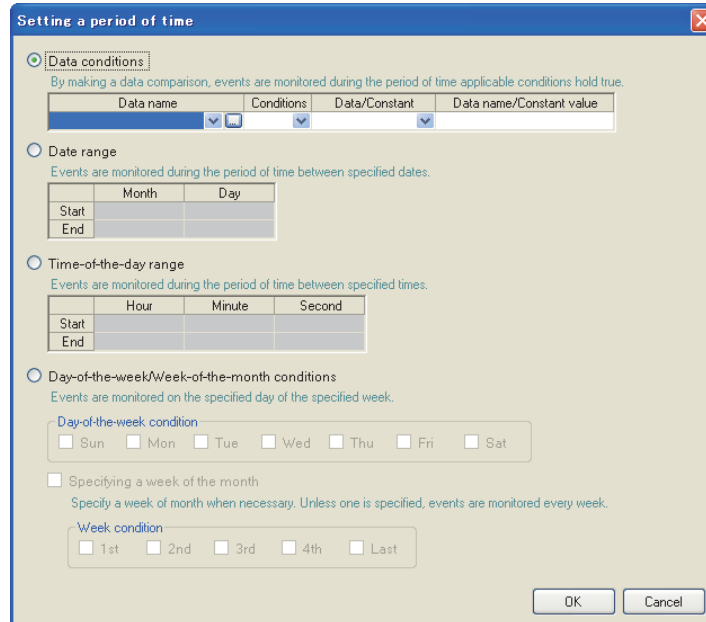 Setting a period of time
Data conditions
By making a data comparison, events are monitored during the period of time applicable conditions hold true.
Data name Conditions Data/Constant Data name/Constant value
...
Date range
Events are monitored during the period of time between specified dates.
Month Day
Start
End
Time-of-the-day range
Events are monitored during the period of time between specified times.
Hour Minute Second
Start
End
Day-of-the-week/Week-of-the-month conditions
Events are monitored on the specified day of the specified week.
Day-of-the-week condition
Sun Mon Tue Wed Thu Fri Sat
Specifying a week of the month
Specify a week of month when necessary. Unless one is specified, events are monitored every week.
Week condition
1st 2nd 3rd 4th Last
OK Cancel